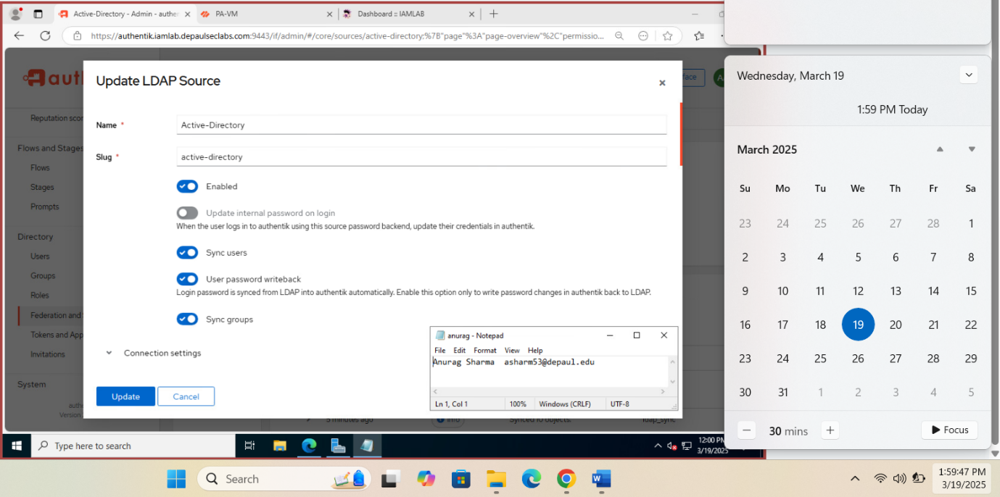 Active-Directory - Admin - authen
PA-VM
Dashboard :: IAMLAB
https://authentik.iamlab.depaulseclabs.com:9443/if/admin/#/core/sources/active-directory;%7B"page"%3A"page-overview"%2C"permissio...
Update LDAP Source
Name *
Active-Directory
Slug *
active-directory
Enabled
Update internal password on login
When the user logs in to authentik using this source password backend, update their credentials in authentik.
Sync users
User password writeback
Login password is synced from LDAP into authentik automatically. Enable this option only to write password changes in authentik back to LDAP.
Sync groups
Connection settings
Update
Cancel
Reputation scor
Flows and Stages
Flows
Stages
Prompts
Directory
Users
Groups
Roles
Federation and
Tokens and App
Invitations
System
authe
Version
face
A
5 minutes ago
Info
Synced 10 objects.
ldap_sync
anurag - Notepad
File Edit Format View Help
Anurag Sharma asharm53@depaul.edu
Ln 1, Col 1
100%
Windows (CRLF)
UTF-8
Type here to search
12:00 PM
3/19/2025
Wednesday, March 19
1:59 PM Today
March 2025
Su Mo Tu We Th Fr Sa
23 24 25 26 27 28 1
2 3 4 5 6 7 8
9 10 11 12 13 14 15
16 17 18 19 20 21 22
23 24 25 26 27 28 29
30 31 1 2 3 4 5
30 mins
Focus
Search
1:59:47 PM
3/19/2025